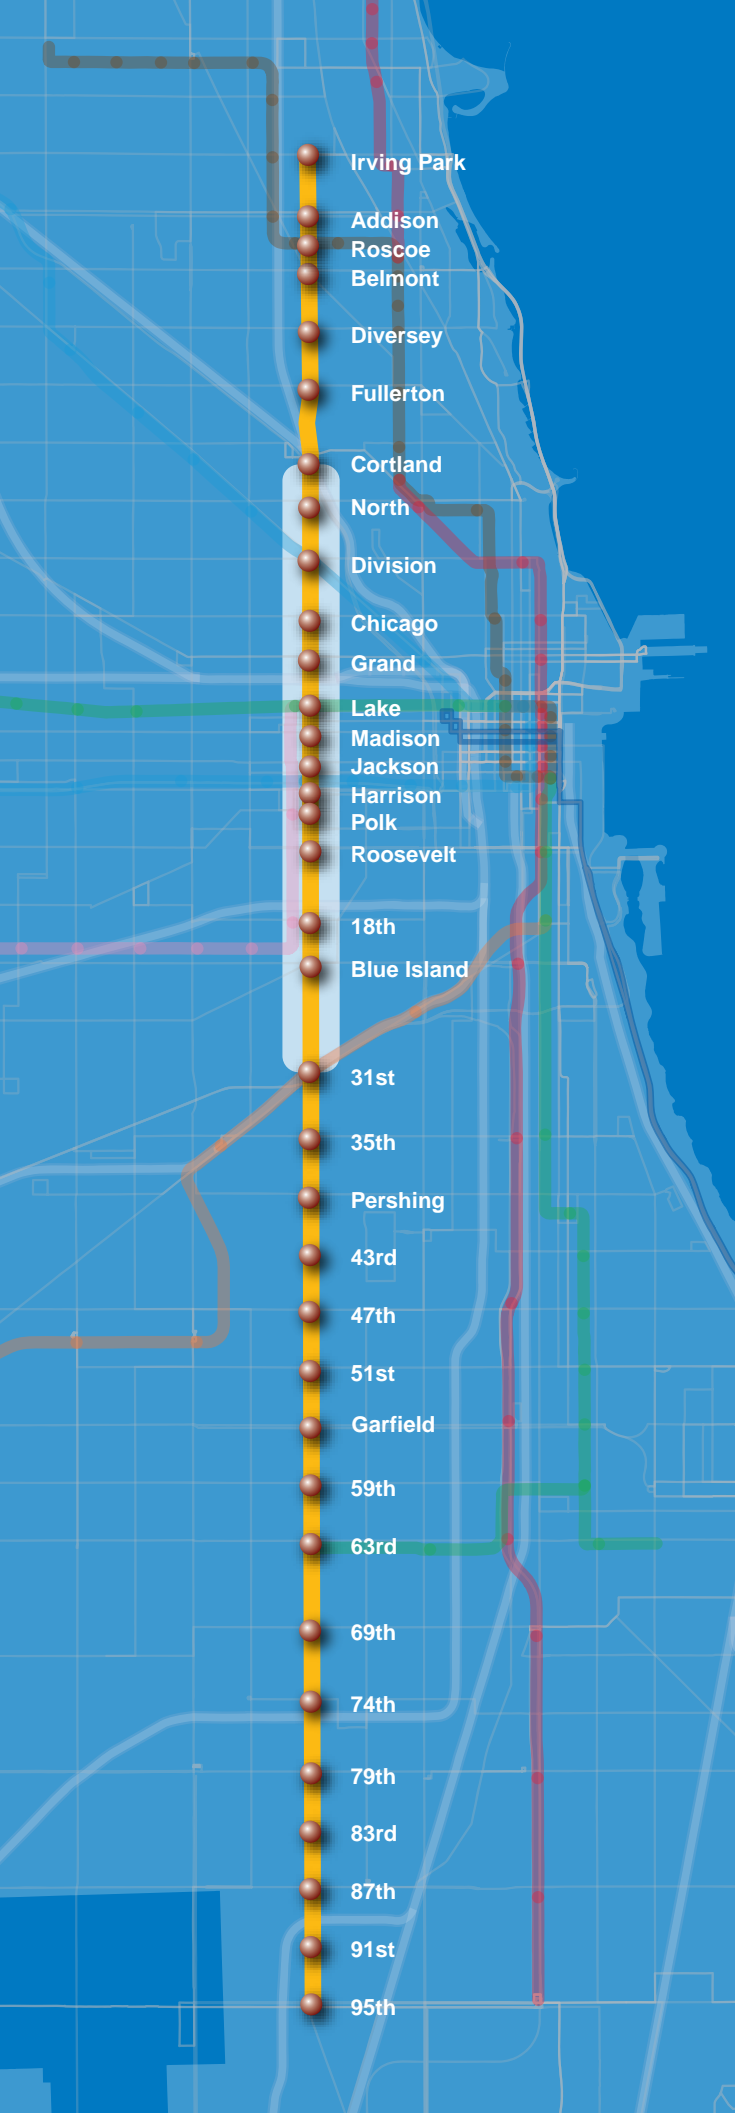 Irving Park
Addison
Roscoe
Belmont
Diversey
Fullerton
Cortland
North
Division
Chicago
Grand
Lake
Madison
Jackson
Harrison
Polk
Roosevelt
18th
Blue Island
31st
35th
Pershing
43rd
47th
51st
Garfield
59th
63rd
69th
74th
79th
83rd
87th
91st
95th